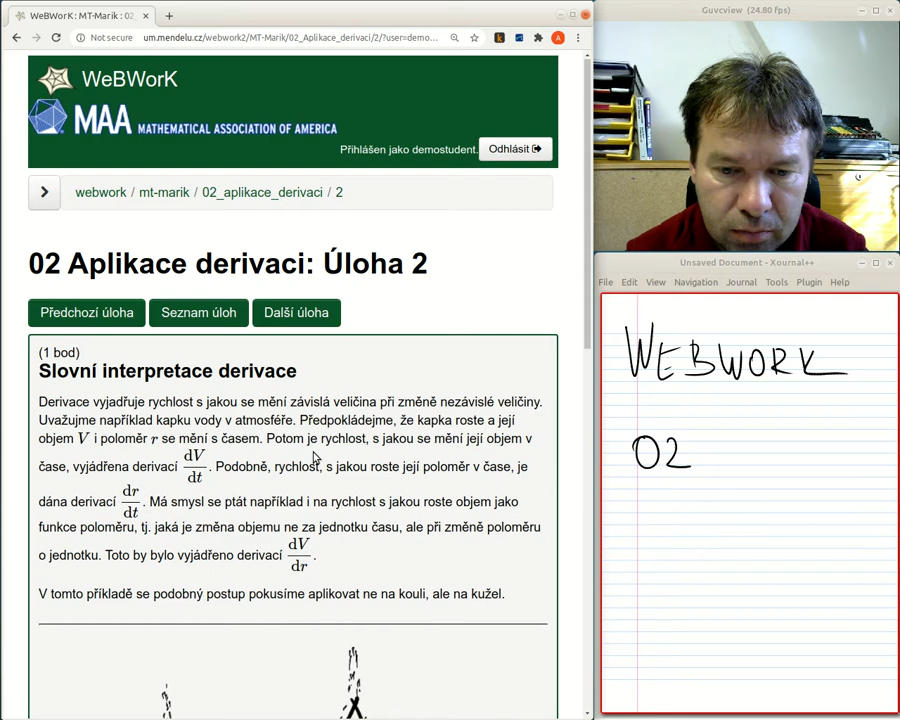 WeBWorK : MT-Marik : 02_
Not secure um.mendelu.cz/webwork2/MT-Marik/02_Aplikace_derivaci/2/?user=demo...
WeBWorK
MAA MATHEMATICAL ASSOCIATION OF AMERICA
Přihlášen jako demostudent. Odhlásit
webwork / mt-marik / 02_aplikace_derivaci / 2
02 Aplikace derivaci: Úloha 2
Předchozí úloha Seznam úloh Další úloha
(1 bod)
Slovní interpretace derivace
Derivace vyjadřuje rychlost s jakou se mění závislá veličina při změně nezávislé veličiny.
Uvažujme například kapku vody v atmosféře. Předpokládejme, že kapka roste a její
objem V i poloměr r se mění s časem. Potom je rychlost, s jakou se mění její objem v
čase, vyjádřena derivací dV/dt. Podobně, rychlost, s jakou roste její poloměr v čase, je
dána derivací dr/dt. Má smysl se ptát například i na rychlost s jakou roste objem jako
funkce poloměru, tj. jaká je změna objemu ne za jednotku času, ale při změně poloměru
o jednotku. Toto by bylo vyjádřeno derivací dV/dr.
V tomto příkladě se podobný postup pokusíme aplikovat ne na kouli, ale na kužel.
Guvcview (24.80 fps)
Unsaved Document - Xournal++
File Edit View Navigation Journal Tools Plugin Help
WEBWORK
02